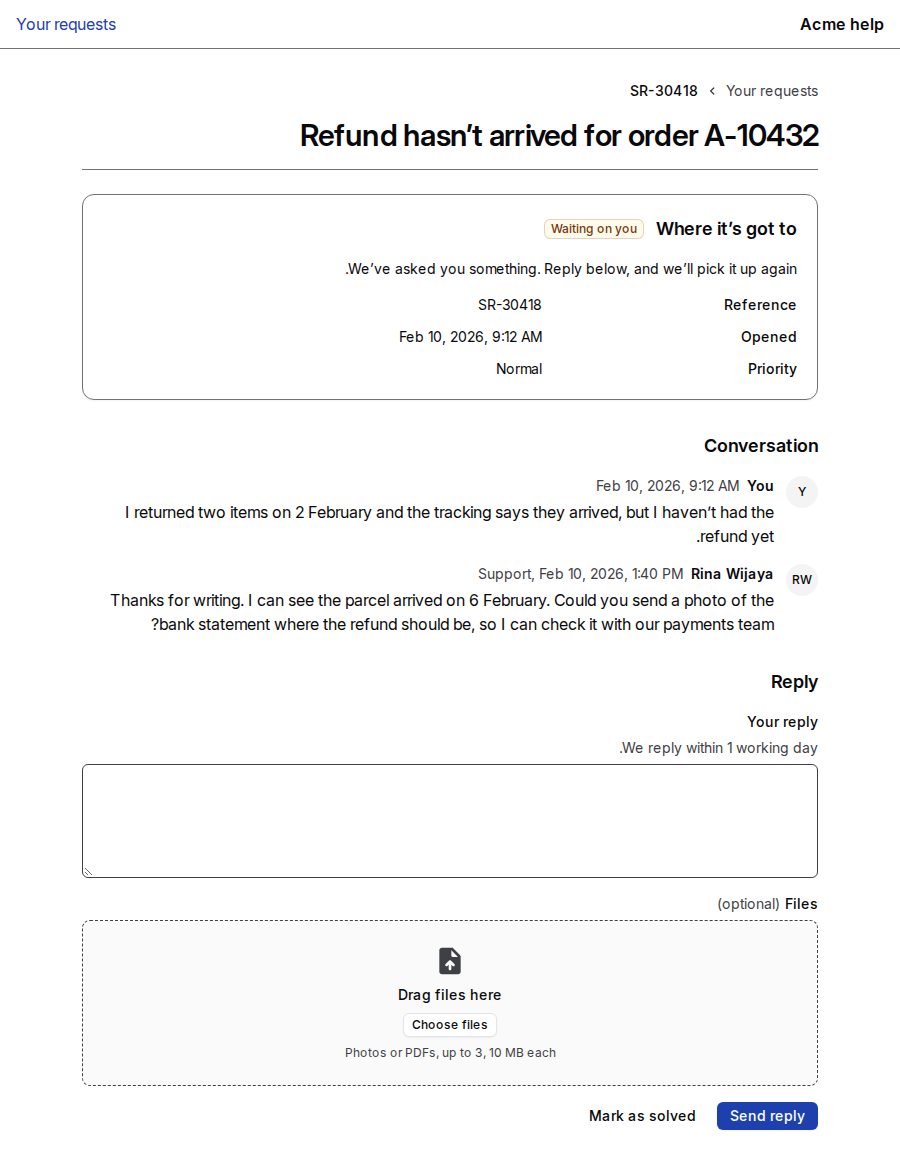 Acme help
Your requests
Your requests
SR-30418
Refund hasn’t arrived for order A-10432
Where it’s got to
Waiting on you
We’ve asked you something. Reply below, and we’ll pick it up again.
Reference
SR-30418
Opened
Feb 10, 2026, 9:12 AM
Priority
Normal
Conversation
Y
You Feb 10, 2026, 9:12 AM
I returned two items on 2 February and the tracking says they arrived, but I haven’t had the
refund yet.
RW
Rina Wijaya Support, Feb 10, 2026, 1:40 PM
Thanks for writing. I can see the parcel arrived on 6 February. Could you send a photo of the
bank statement where the refund should be, so I can check it with our payments team?
Reply
Your reply
We reply within 1 working day.
Files (optional)
Drag files here
Choose files
Photos or PDFs, up to 3, 10 MB each
Send reply
Mark as solved